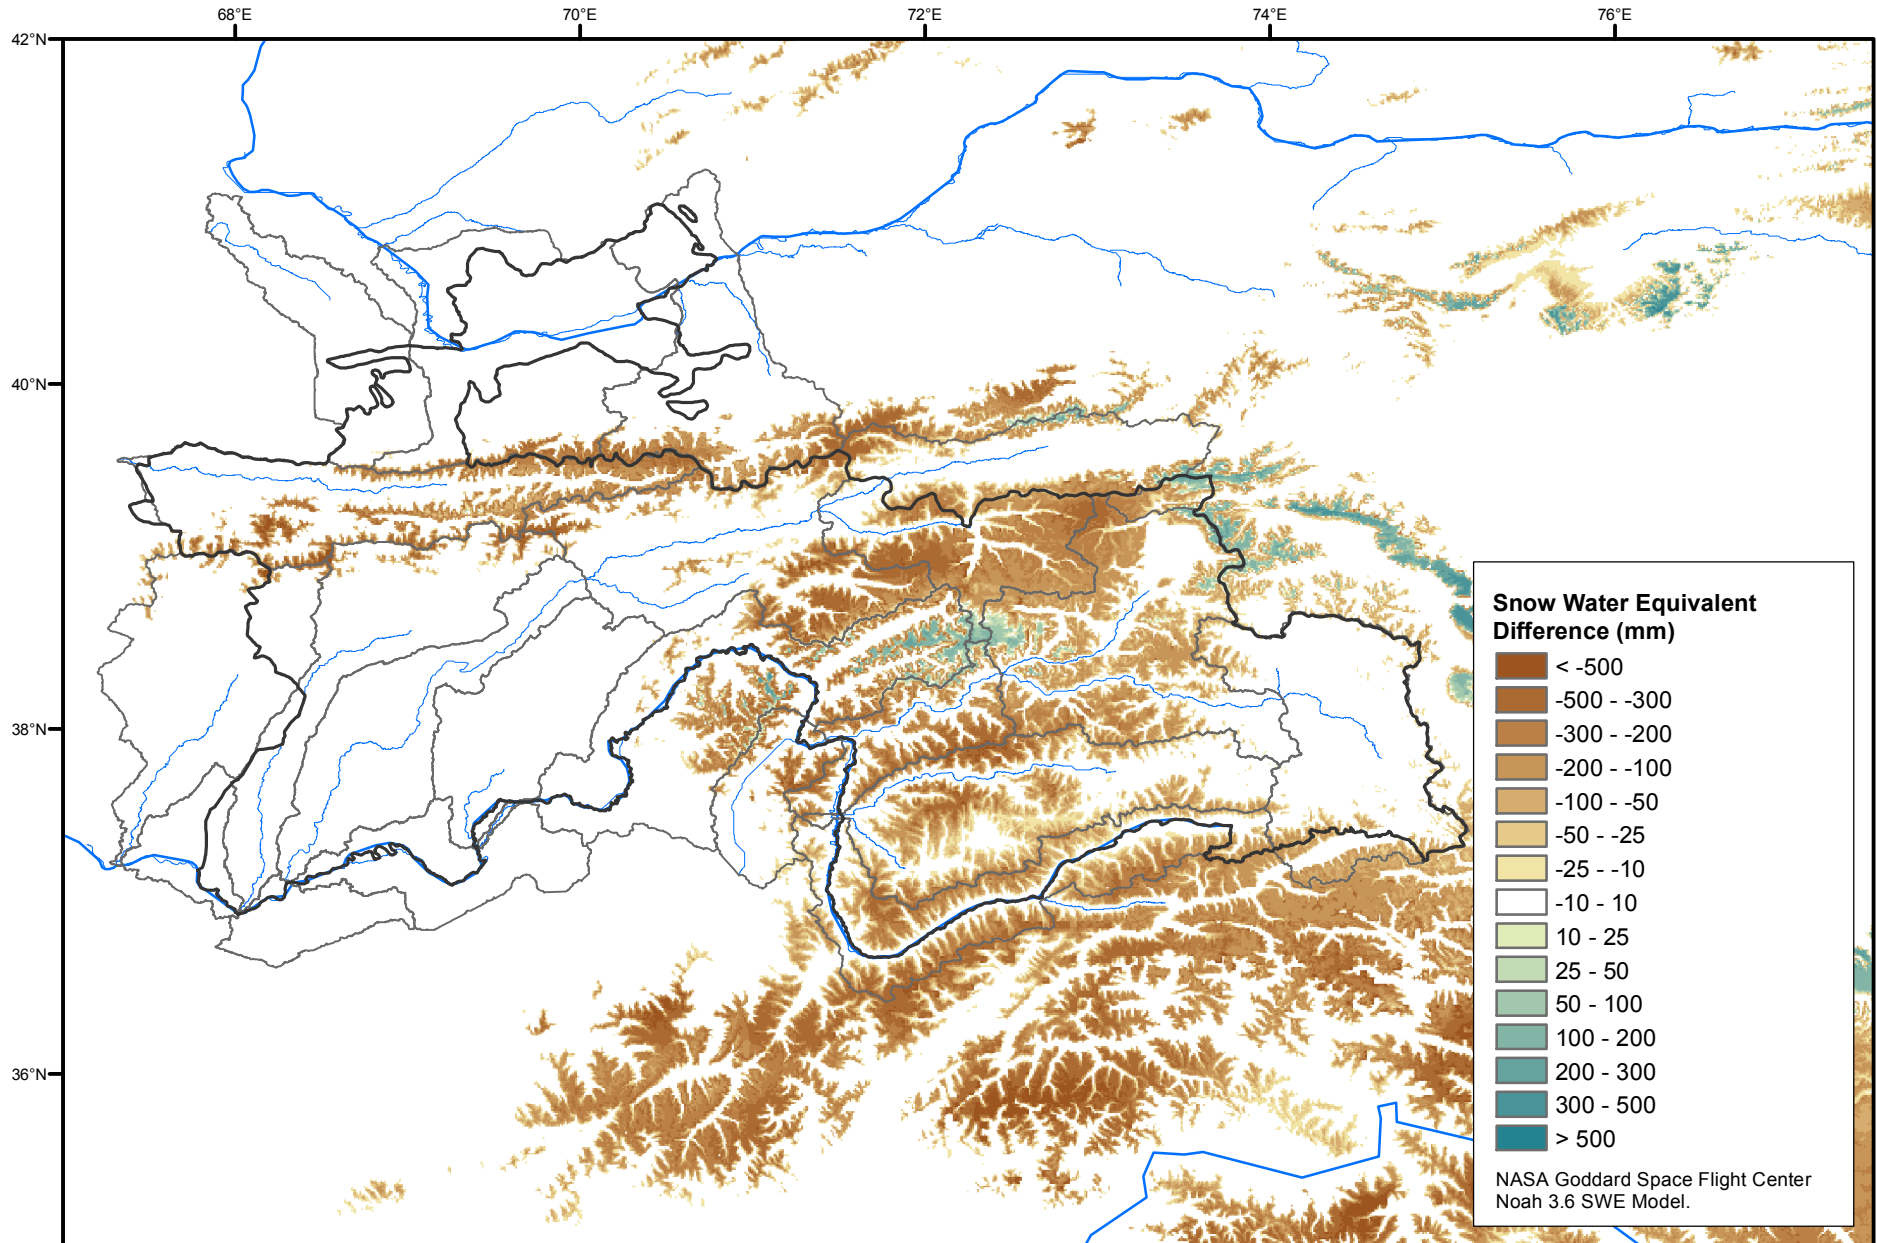 68°E
70°E
72°E
74°E
76°E
42°N
40°N
38°N
36°N
Snow Water Equivalent
Difference (mm)
< -500
-500 - -300
-300 - -200
-200 - -100
-100 - -50
-50 - -25
-25 - -10
-10 - 10
10 - 25
25 - 50
50 - 100
100 - 200
200 - 300
300 - 500
> 500
NASA Goddard Space Flight Center
Noah 3.6 SWE Model.